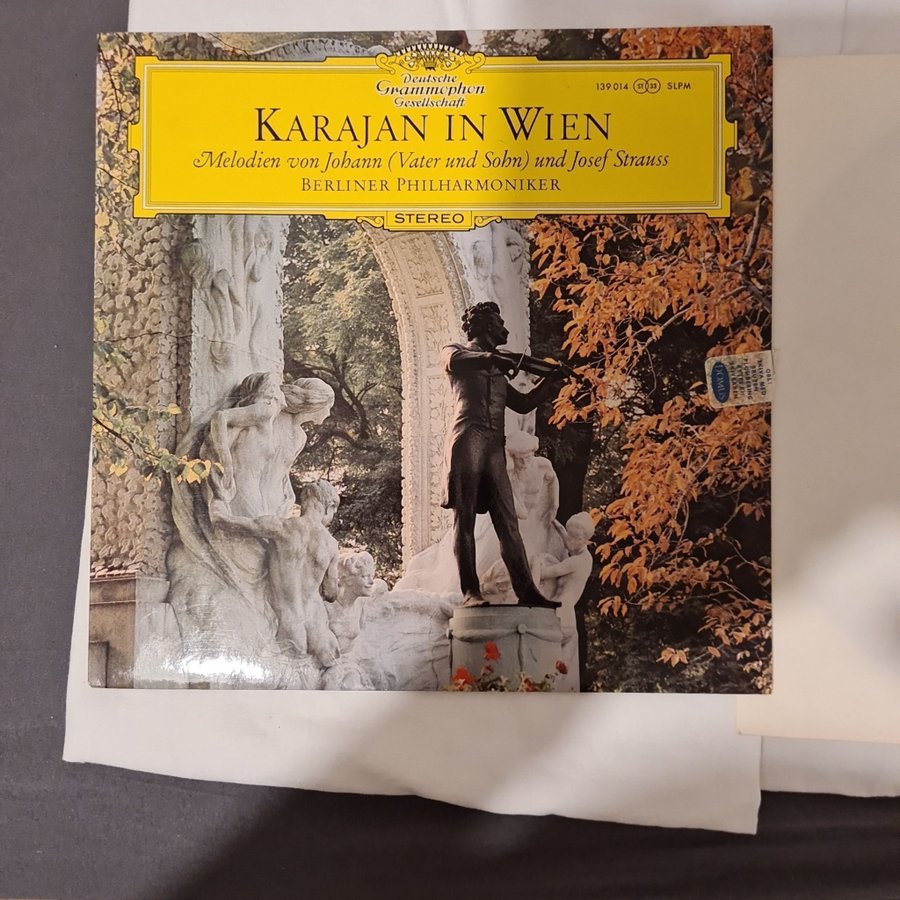 Deutsche
Grammophon
Gesellschaft
139 014 ST 33 SLPM
KARAJAN IN WIEN
Melodien von Johann (Vater und Sohn) und Josef Strauss
BERLINER PHILHARMONIKER
STEREO
DOMUS